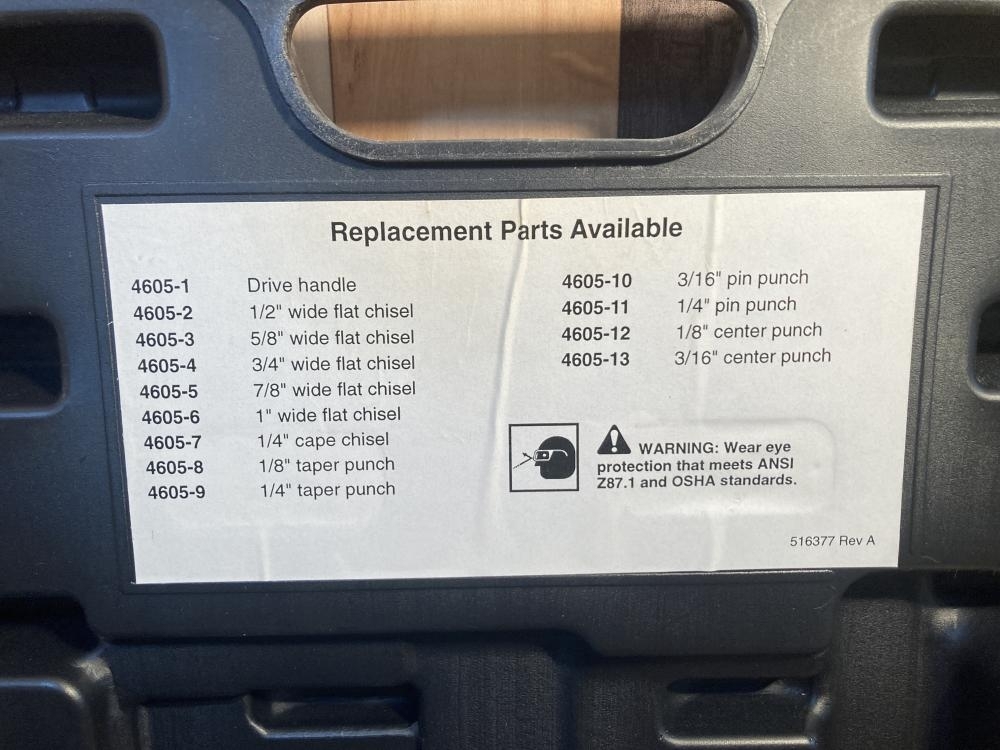 Replacement Parts Available
4605-1 Drive handle
4605-2 1/2" wide flat chisel
4605-3 5/8" wide flat chisel
4605-4 3/4" wide flat chisel
4605-5 7/8" wide flat chisel
4605-6 1" wide flat chisel
4605-7 1/4" cape chisel
4605-8 1/8" taper punch
4605-9 1/4" taper punch
4605-10 3/16" pin punch
4605-11 1/4" pin punch
4605-12 1/8" center punch
4605-13 3/16" center punch
WARNING: Wear eye
protection that meets ANSI
Z87.1 and OSHA standards.
516377 Rev A